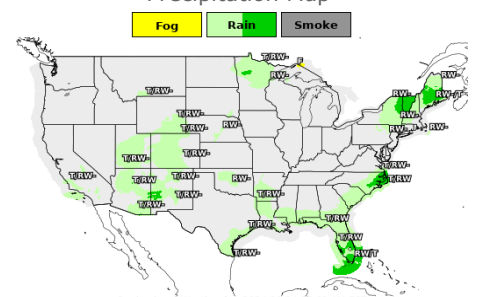 Precipitation Map
Fog Rain Smoke
T/RW- F
RW-
RW-
T/RW-
RW- RW-/T-
T/RW-
RW-
T/RW- RW- RW- RW-
T/RW-
T/RW-
T/RW- T/RW- RW- T/RW
T/RW- T/RW-
T/RW-
T/RW- T/RW-
T/RW
T/RW- RW/T